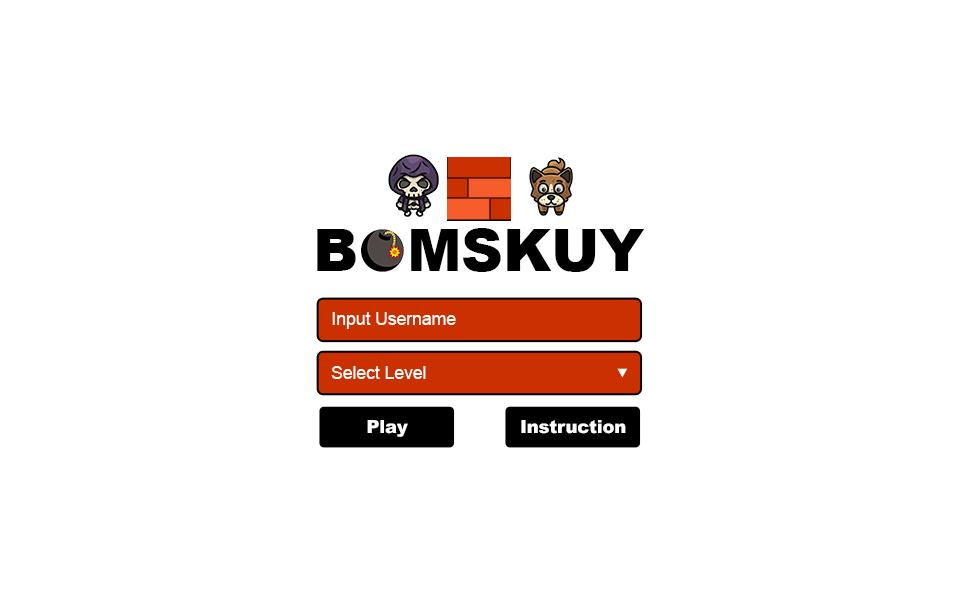 BOMSKUY
Input Username
Select Level ▼
Play
Instruction